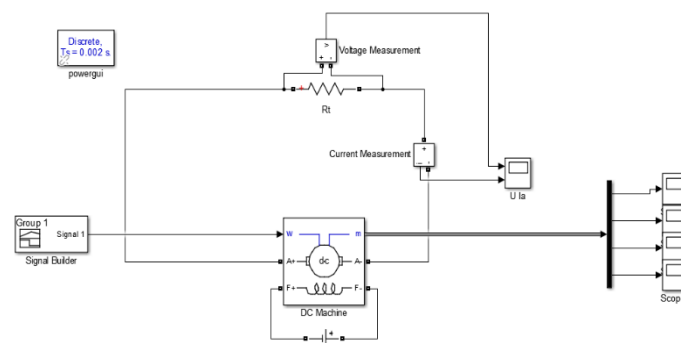 Discrete,
Ts = 0.002 s.
powergui
Voltage Measurement
+ -
+
Rt
Current Measurement
+
-
U Ia
Group 1
Signal 1
Signal Builder
w
m
A+
dc
A-
F+
F-
DC Machine
+
Scop